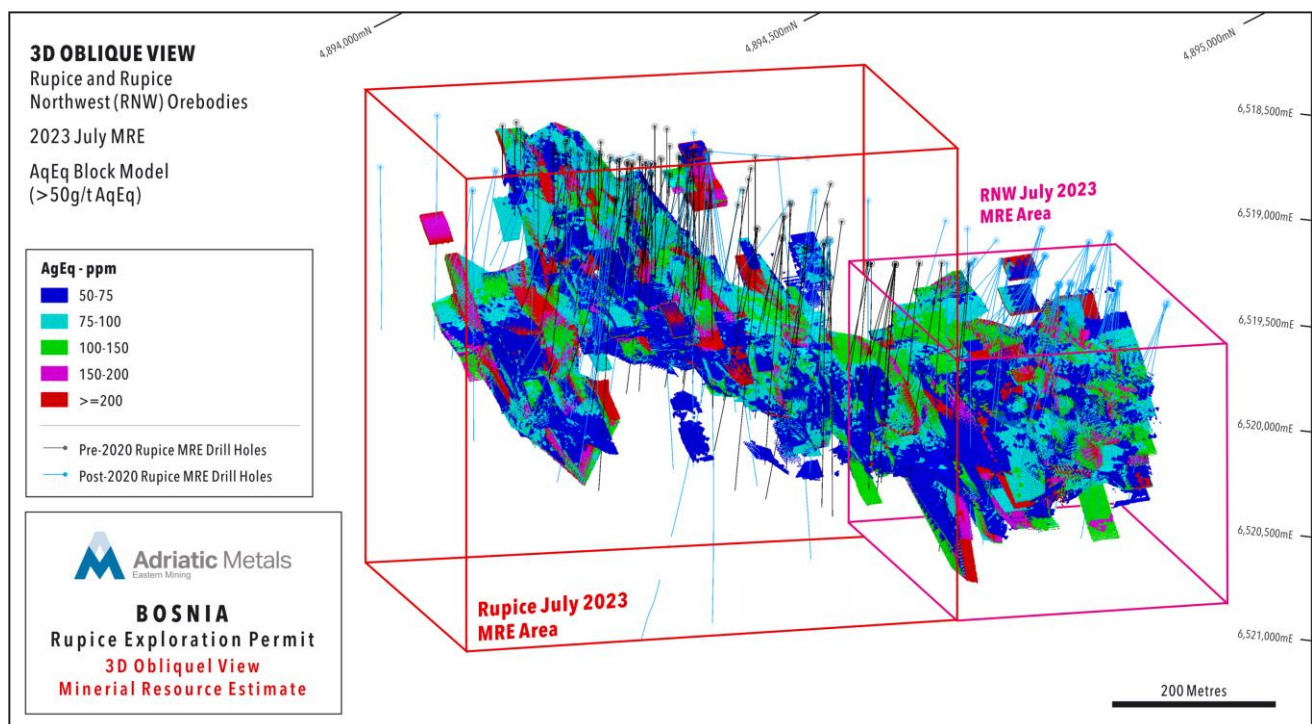 3D OBLIQUE VIEW
Rupice and Rupice
Northwest (RNW) Orebodies
2023 July MRE
AqEq Block Model
(>50g/t AqEq)
AgEq - ppm
50-75
75-100
100-150
150-200
>=200
Pre-2020 Rupice MRE Drill Holes
Post-2020 Rupice MRE Drill Holes
Adriatic Metals
Eastern Mining
BOSNIA
Rupice Exploration Permit
3D Obliquel View
Minerial Resource Estimate
4,894,000mN
4,894,500mN
4,895,000mN
6,518,500mE
6,519,000mE
6,519,500mE
6,520,000mE
6,520,500mE
6,521,000mE
RNW July 2023
MRE Area
Rupice July 2023
MRE Area
200 Metres